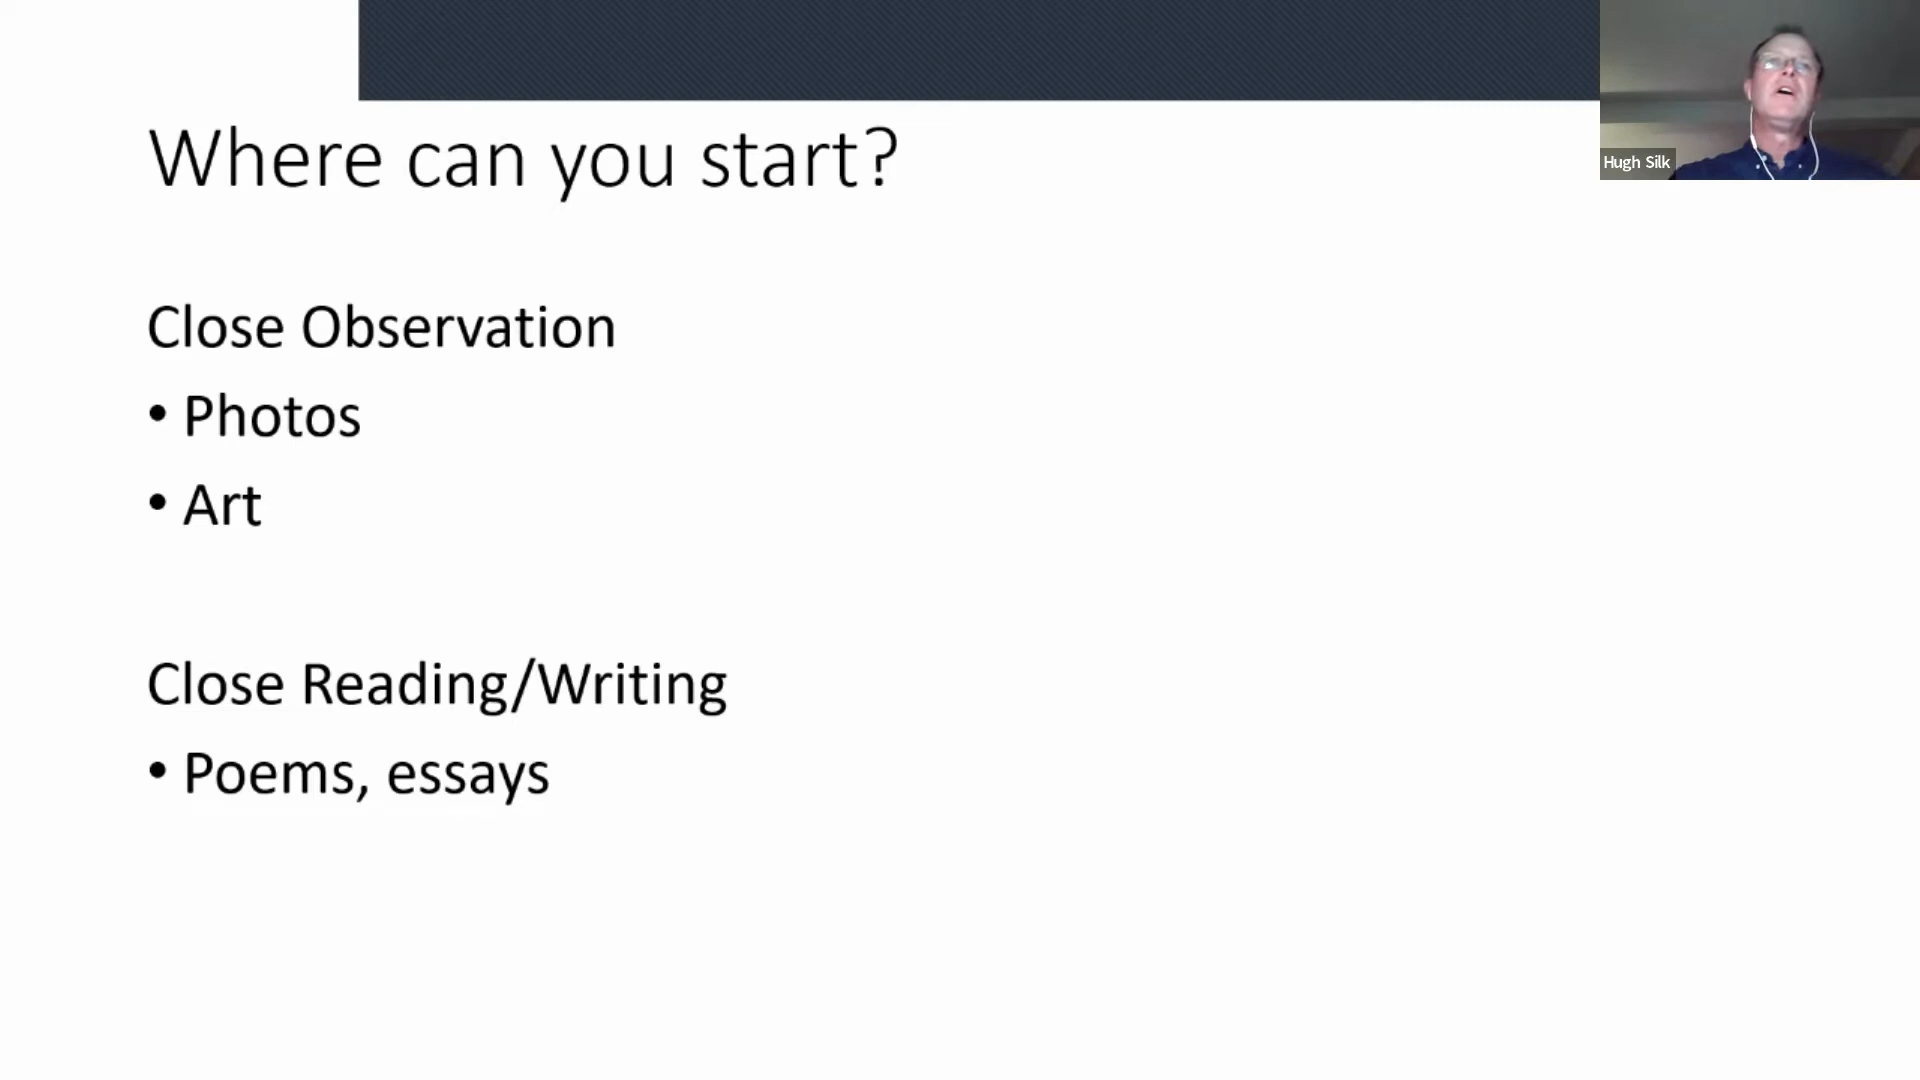 Where can you start?
Hugh Silk
Close Observation
• Photos
• Art
Close Reading/Writing
• Poems, essays